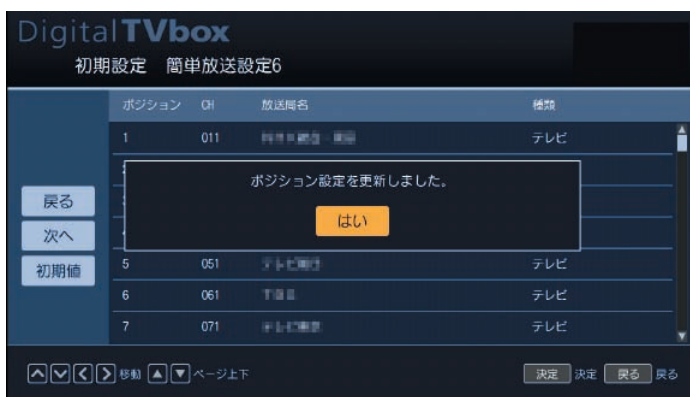 DigitalTVbox
初期設定 簡単放送設定6
ポジション CH 放送局名 種類
1 011 テレビ
ポジション設定を更新しました。
はい
戻る
次へ
初期値
5 051 テレビ
6 061 テレビ
7 071 テレビ
移動 ページ上下 決定 決定 戻る 戻る